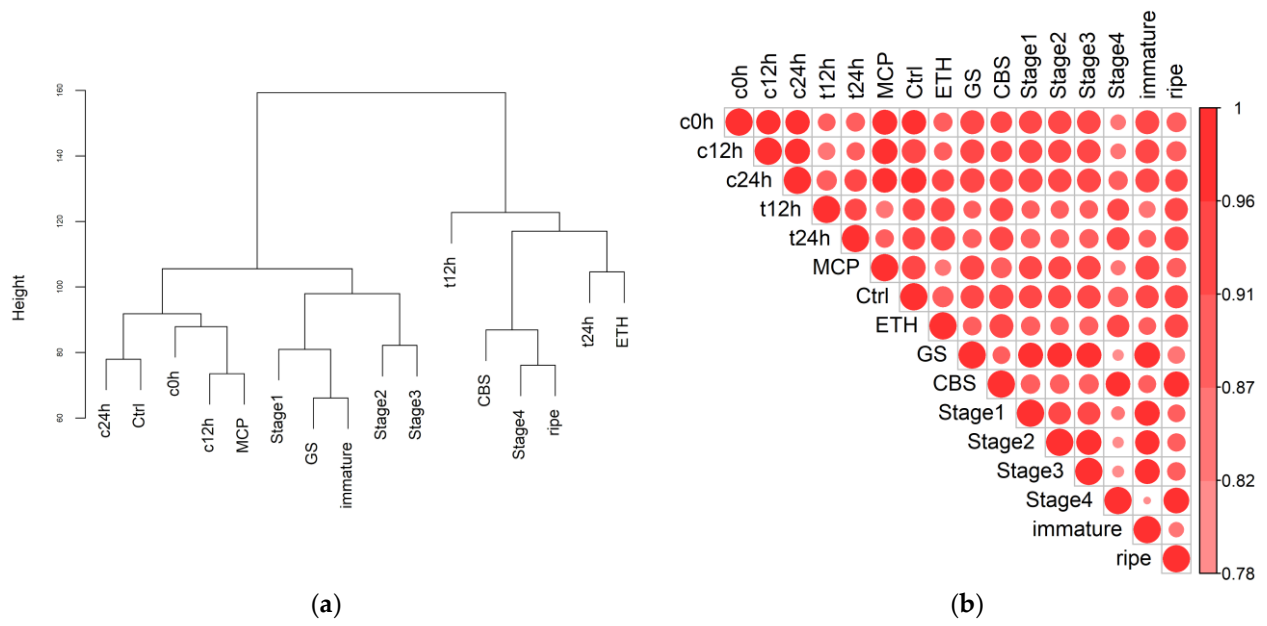 Height
160
140
120
100
80
60
c24h
Ctrl
c0h
c12h
MCP
Stage1
GS
immature
Stage2
Stage3
t12h
CBS
Stage4
ripe
t24h
ETH
(a)
c0h c12h c24h t12h t24h MCP Ctrl ETH GS CBS Stage1 Stage2 Stage3 Stage4 immature ripe
c0h
c12h
c24h
t12h
t24h
MCP
Ctrl
ETH
GS
CBS
Stage1
Stage2
Stage3
Stage4
immature
ripe
1
0.96
0.91
0.87
0.82
0.78
(b)